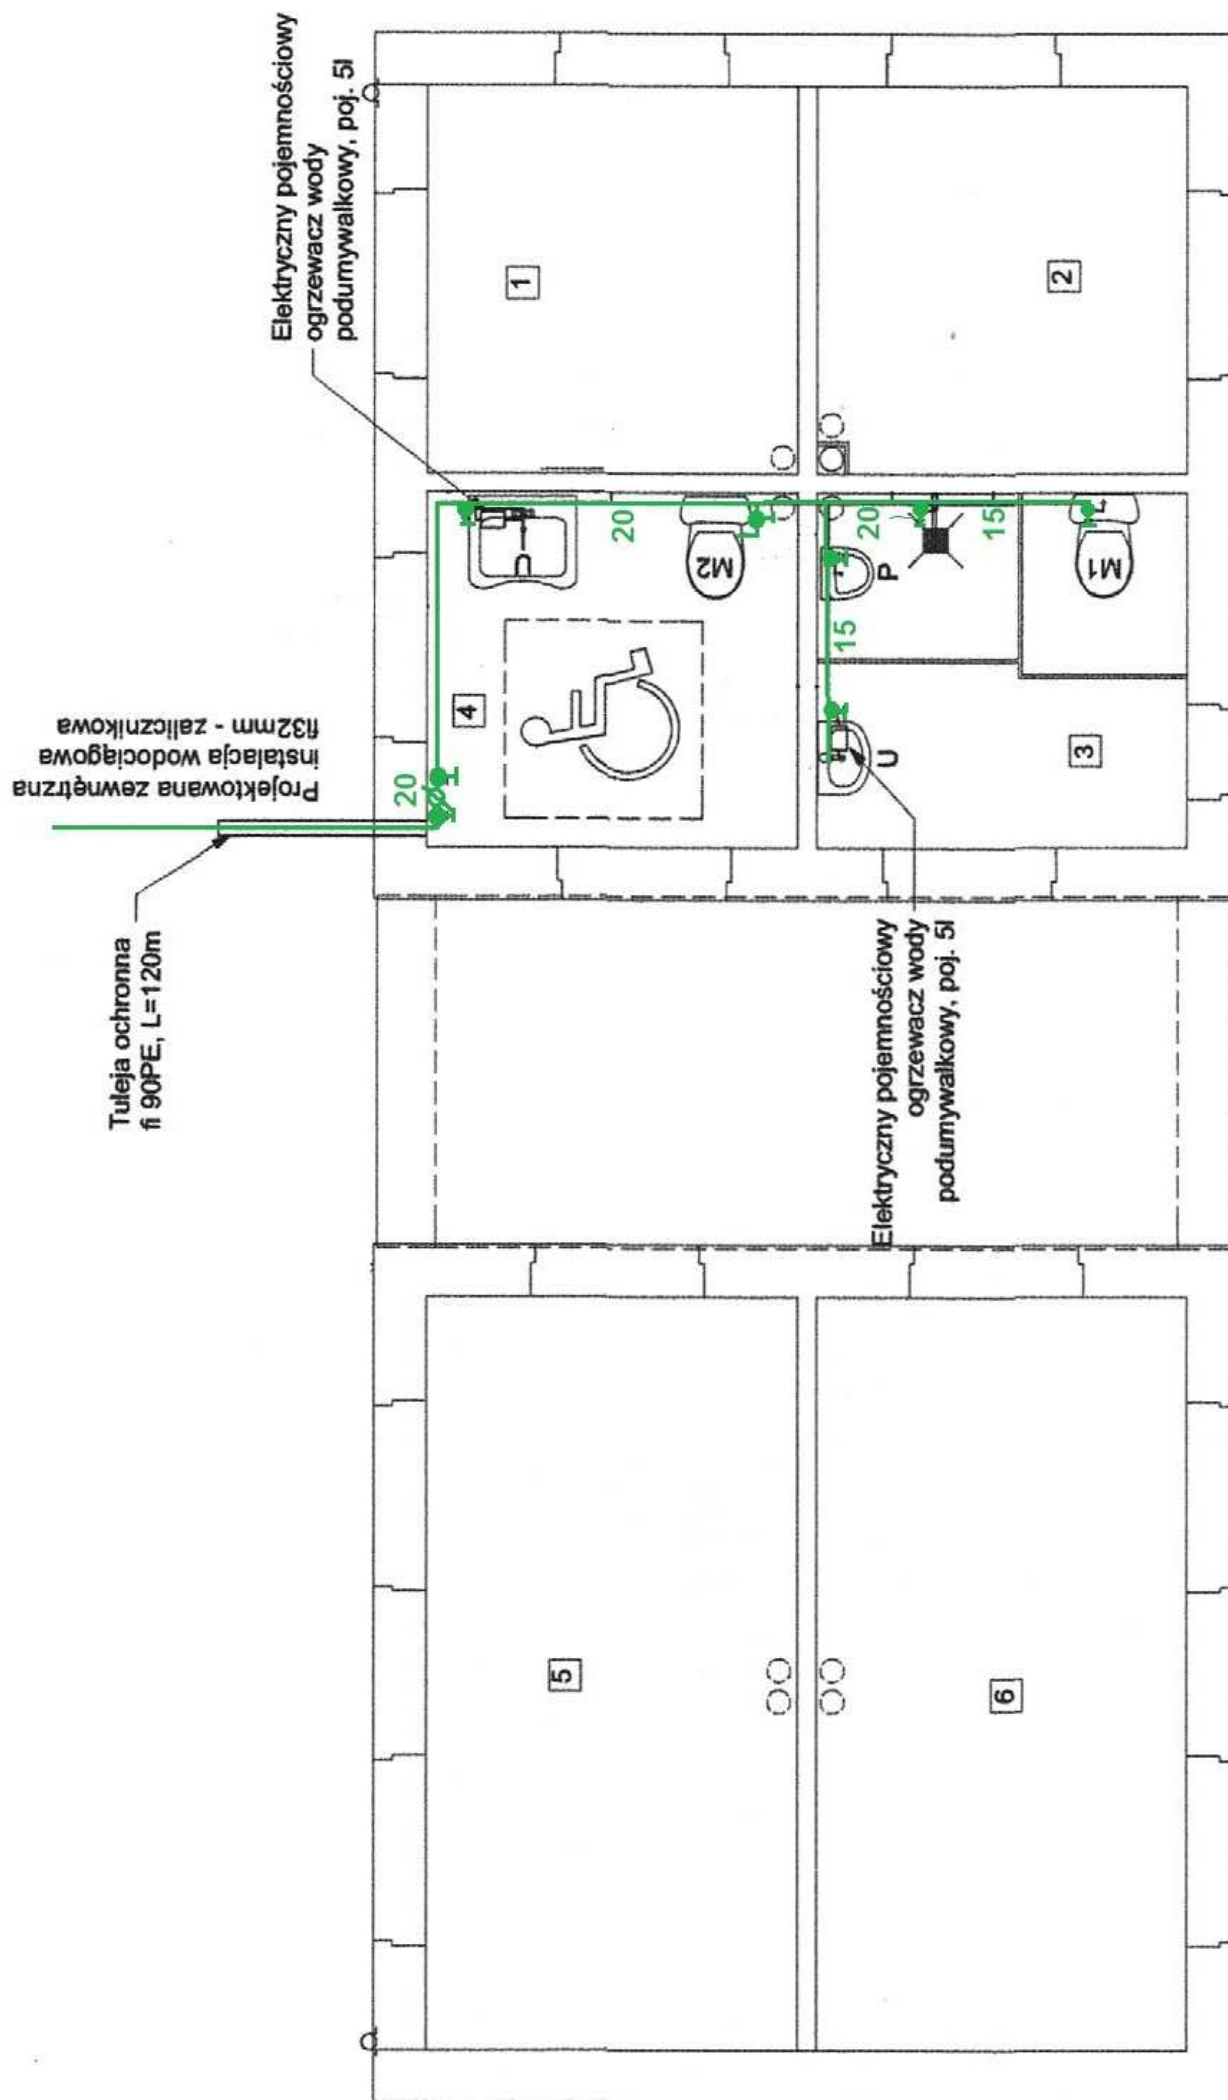 Tuleja ochronna
fi 90PE, L=120m
Projektowana zewnętrzna
instalacja wodociągowa
fi32mm - zalicznikowa
Elektryczny pojemnościowy
ogrzewacz wody
podumywalkowy, poj. 5l
1
2
4
20
20
M2
20
15
P
15
M1
U
3
Elektryczny pojemnościowy
ogrzewacz wody
podumywalkowy, poj. 5l
5
6